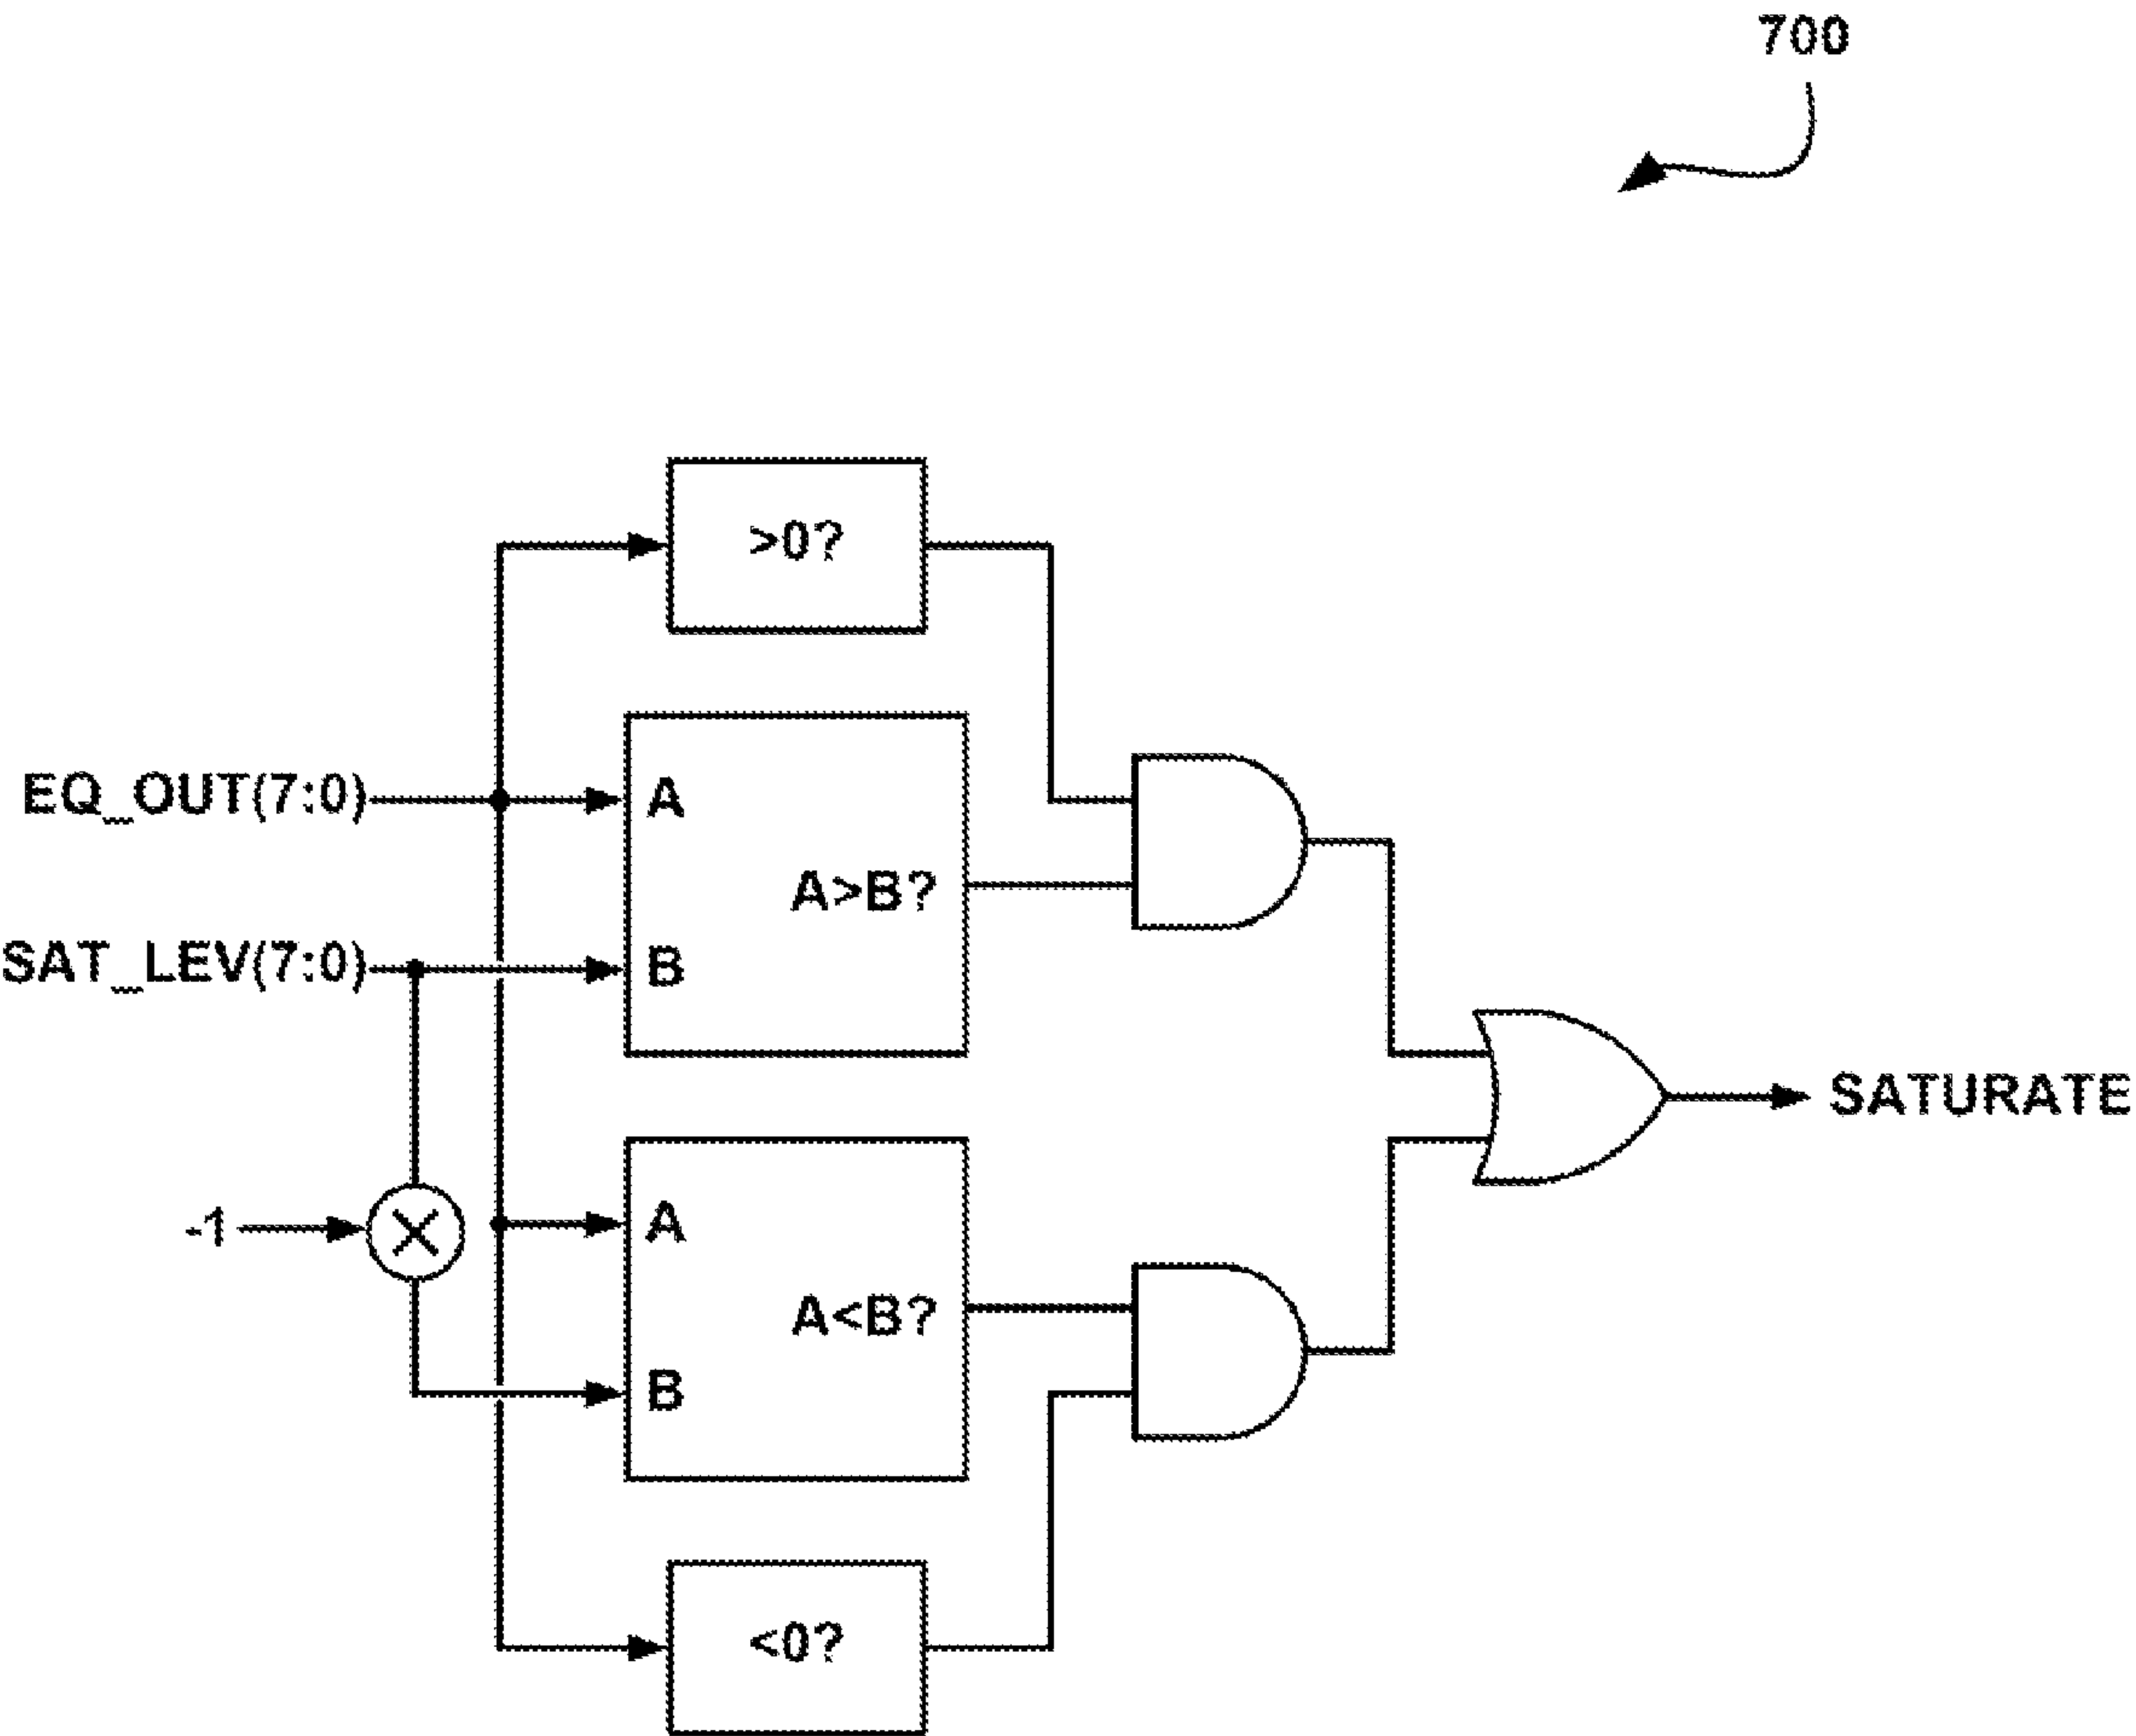 700
>0?
EQ_OUT(7:0)
A
A>B?
SAT_LEV(7:0)
B
SATURATE
-1
A
A<B?
B
<0?